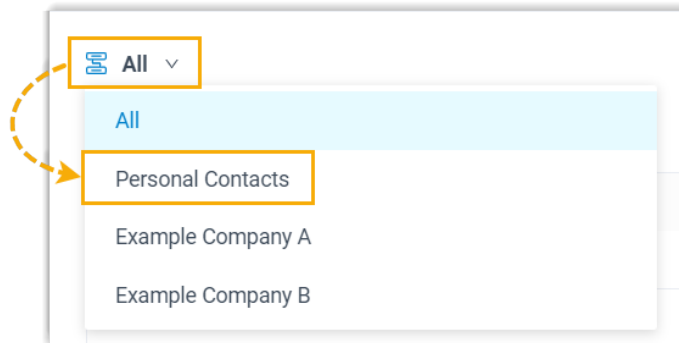 All
All
Personal Contacts
Example Company A
Example Company B